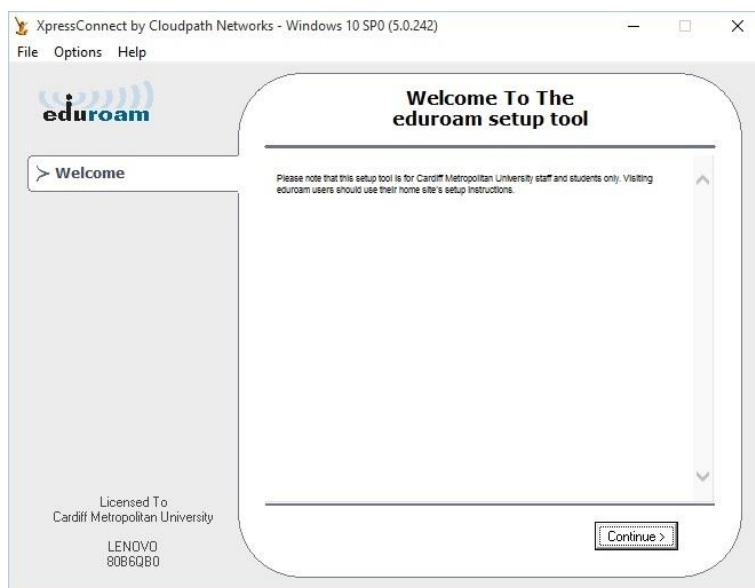 XpressConnect by Cloudpath Networks - Windows 10 SP0 (5.0.242)
File Options Help
eduroam
Welcome To The
eduroam setup tool
> Welcome
Please note that this setup tool is for Cardiff Metropolitan University staff and students only. Visiting
eduroam users should use their home site's setup instructions.
Licensed To
Cardiff Metropolitan University
LENOVO
80B6QB0
Continue >